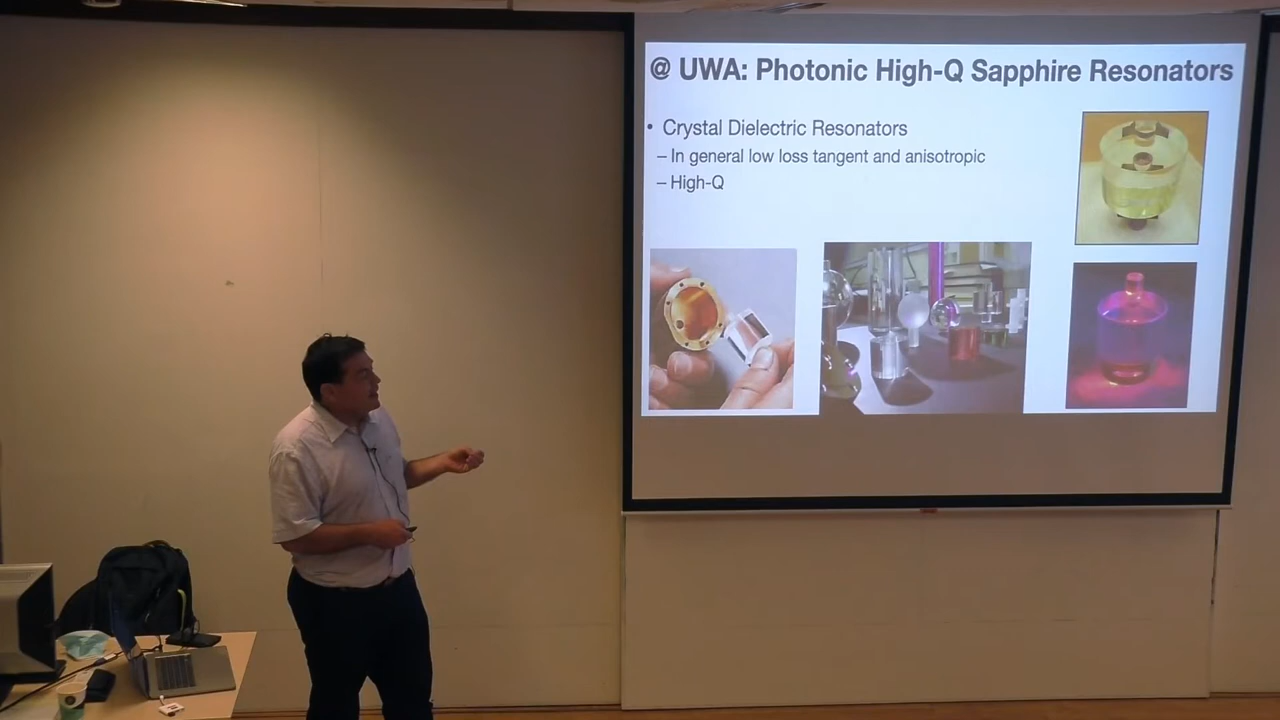 @ UWA: Photonic High-Q Sapphire Resonators
• Crystal Dielectric Resonators
– In general low loss tangent and anisotropic
– High-Q